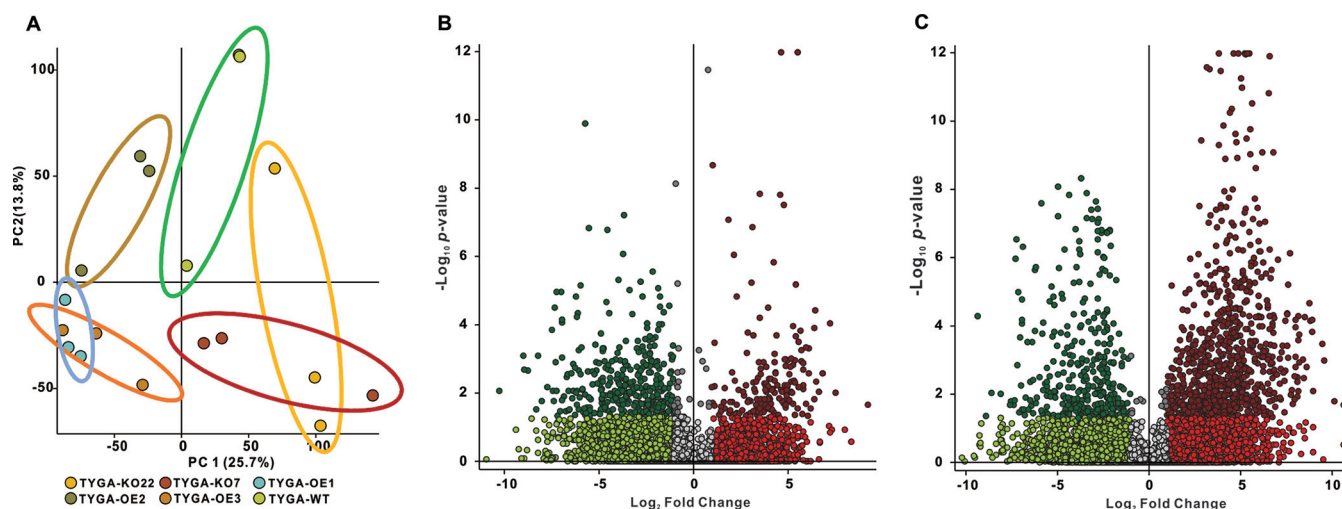 A
B
C
100
50
0
-50
-50
0
50
100
PC2(13.8%)
PC 1 (25.7%)
TYGA-KO22 TYGA-KO7 TYGA-OE1
TYGA-OE2 TYGA-OE3 TYGA-WT
12
10
8
6
4
2
0
-10 -5 0 5
-Log₁₀ p-value
Log₂ Fold Change
12
10
8
6
4
2
0
-10 -5 0 5 10
-Log₁₀ p-value
Log₂ Fold Change